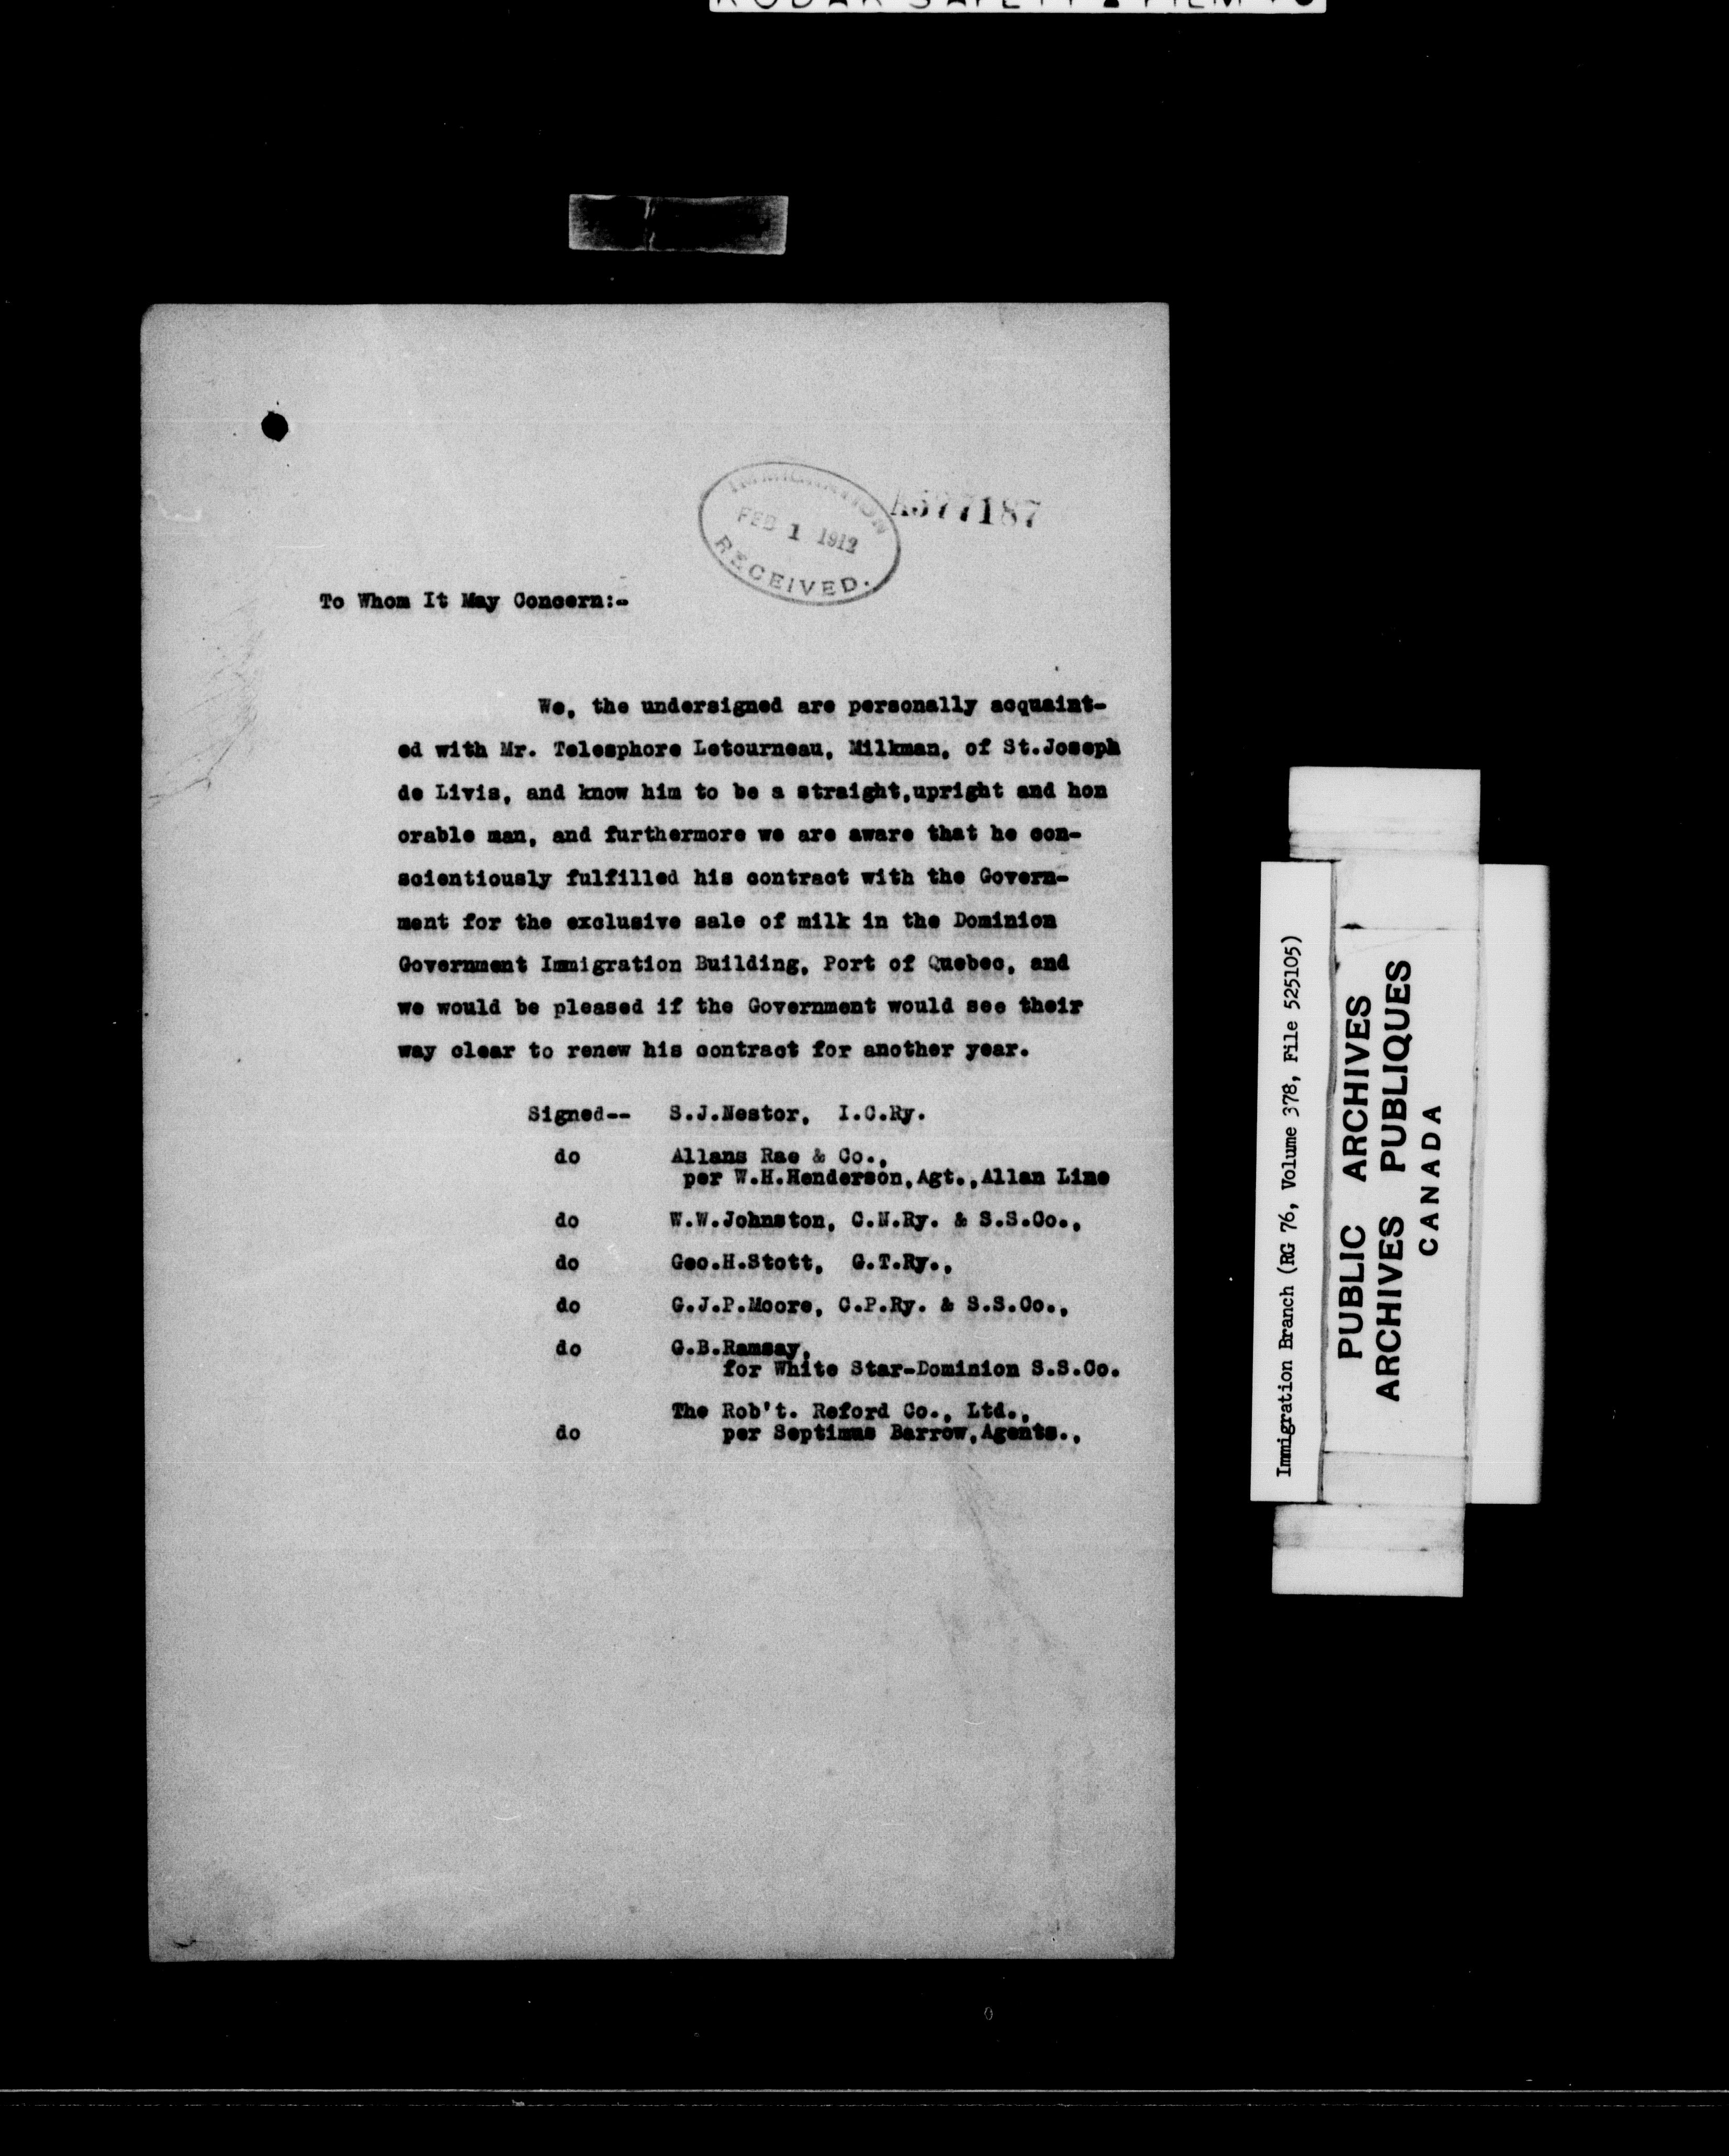 KODAK SAFETY FILM
IMMIGRATION
FEB 1 1912
RECEIVED.
A577187
To Whom It May Concern:-
We, the undersigned are personally acquaint-
ed with Mr. Telesphore Letourneau, Milkman, of St.Joseph
de Livis, and know him to be a straight,upright and hon
orable man, and furthermore we are aware that he con-
scientiously fulfilled his contract with the Govern-
ment for the exclusive sale of milk in the Dominion
Government Immigration Building, Port of Quebec, and
we would be pleased if the Government would see their
way clear to renew his contract for another year.
Signed-- S.J.Nestor, I.C.Ry.
do Allans Rae & Co.,
per W.H.Henderson,Agt.,Allan Line
do W.W.Johnston, C.N.Ry. & S.S.Co.,
do Geo.H.Stott, G.T.Ry.,
do G.J.P.Moore, C.P.Ry. & S.S.Co.,
do G.B.Ramsay,
for White Star-Dominion S.S.Co.
The Rob't. Reford Co., Ltd.,
do per Septimus Barrow,Agents.,
Immigration Branch (RG 76, Volume 378, File 525105)
PUBLIC ARCHIVES
ARCHIVES PUBLIQUES
CANADA